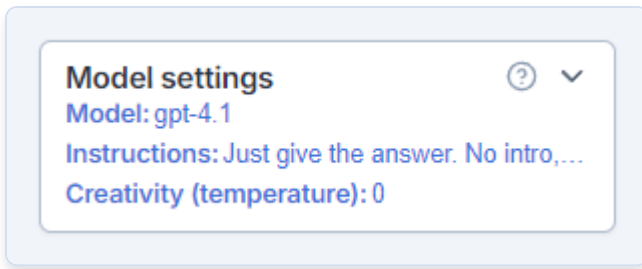 Model settings
Model: gpt-4.1
Instructions: Just give the answer. No intro,...
Creativity (temperature): 0